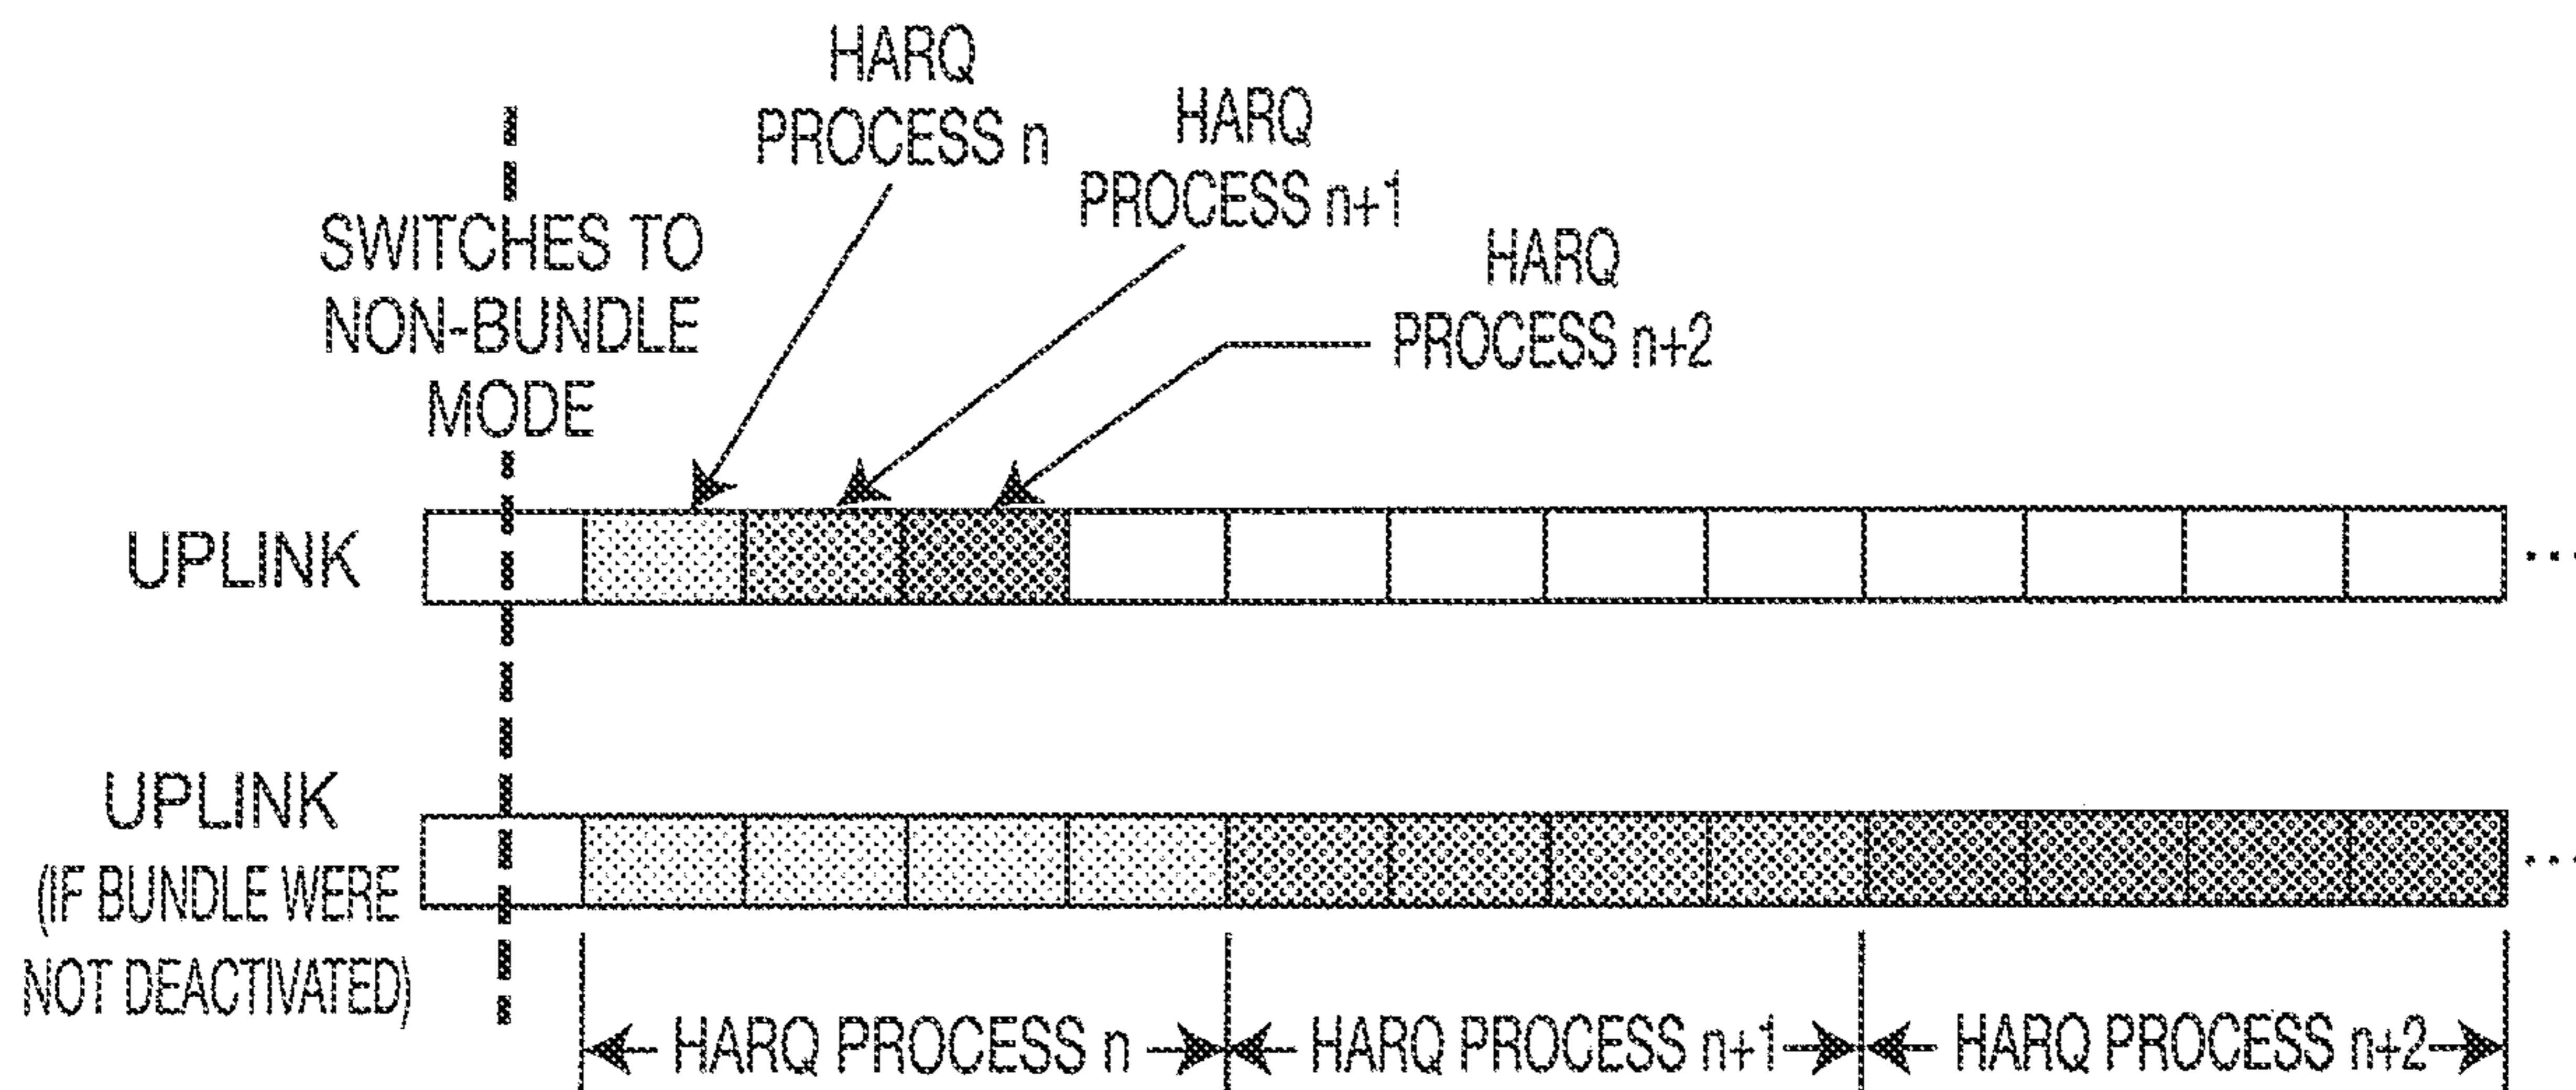 HARQ
PROCESS n
HARQ
PROCESS n+1
HARQ
PROCESS n+2
SWITCHES TO
NON-BUNDLE
MODE
UPLINK
...
UPLINK
(IF BUNDLE WERE
NOT DEACTIVATED)
...
HARQ PROCESS n
HARQ PROCESS n+1
HARQ PROCESS n+2